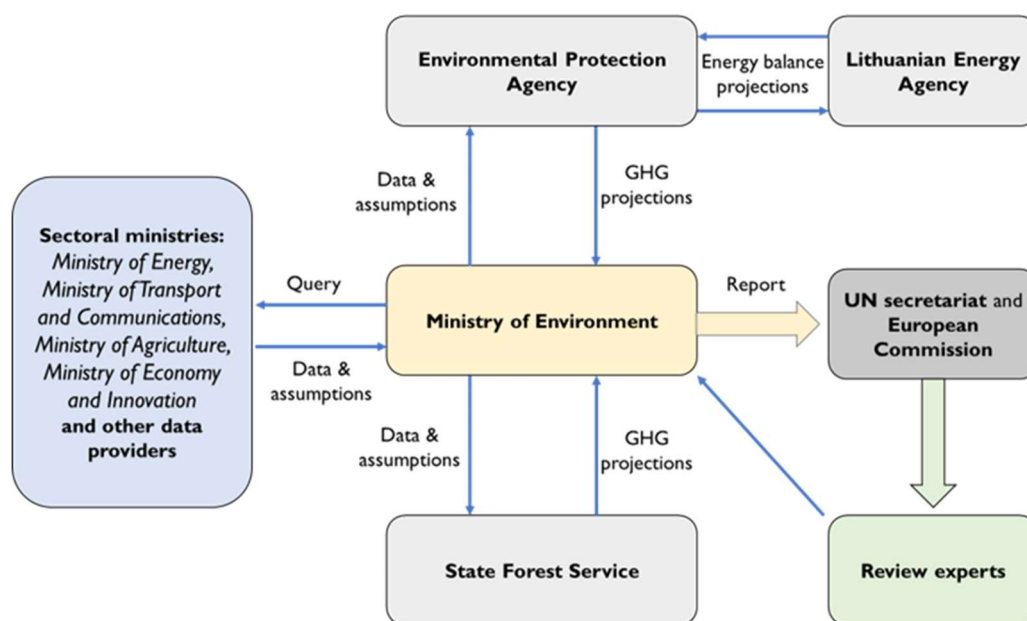 Environmental Protection
Agency
Energy balance
projections
Lithuanian Energy
Agency
Data &
assumptions
GHG
projections
Sectoral ministries:
Ministry of Energy,
Ministry of Transport
and Communications,
Ministry of Agriculture,
Ministry of Economy
and Innovation
and other data
providers
Query
Data &
assumptions
Ministry of Environment
Report
UN secretariat and
European
Commission
Data &
assumptions
GHG
projections
State Forest Service
Review experts